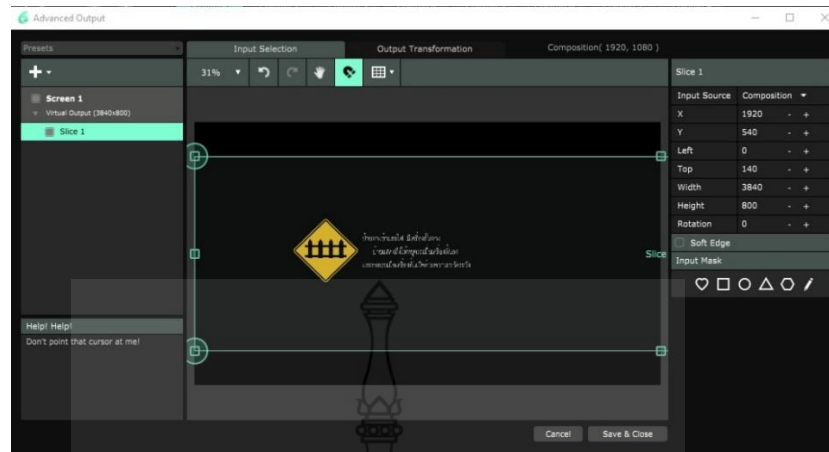 Advanced Output
Presets
Input Selection
Output Transformation
Composition( 1920, 1080 )
31%
Slice 1
Screen 1
Virtual Output (3840x800)
Slice 1
Input Source Composition
X 1920 - +
Y 540 - +
Left 0 - +
Top 140 - +
Width 3840 - +
Height 800 - +
Rotation 0 - +
Soft Edge
Input Mask
Slice
Help! Help!
Don't point that cursor at me!
Cancel
Save & Close